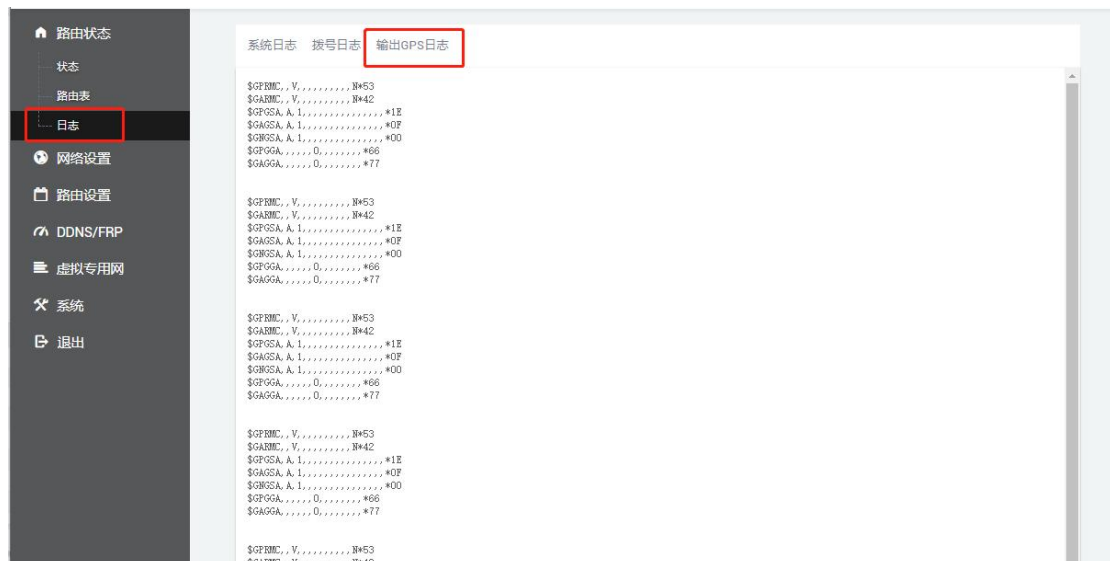 路由状态
状态
路由表
日志
网络设置
路由设置
DDNS/FRP
虚拟专用网
系统
退出
系统日志 拨号日志 输出GPS日志
$GPRMC,,V,,,,,,,,,,N*53
$GARMC,,V,,,,,,,,,,N*42
$GPGSA,A,1,,,,,,,,,,,,,,,*1E
$GAGSA,A,1,,,,,,,,,,,,,,,*0F
$GNGSA,A,1,,,,,,,,,,,,,,,*00
$GPGGA,,,,,,0,,,,,,,,*66
$GAGGA,,,,,,0,,,,,,,,*77
$GPRMC,,V,,,,,,,,,,N*53
$GARMC,,V,,,,,,,,,,N*42
$GPGSA,A,1,,,,,,,,,,,,,,,*1E
$GAGSA,A,1,,,,,,,,,,,,,,,*0F
$GNGSA,A,1,,,,,,,,,,,,,,,*00
$GPGGA,,,,,,0,,,,,,,,*66
$GAGGA,,,,,,0,,,,,,,,*77
$GPRMC,,V,,,,,,,,,,N*53
$GARMC,,V,,,,,,,,,,N*42
$GPGSA,A,1,,,,,,,,,,,,,,,*1E
$GAGSA,A,1,,,,,,,,,,,,,,,*0F
$GNGSA,A,1,,,,,,,,,,,,,,,*00
$GPGGA,,,,,,0,,,,,,,,*66
$GAGGA,,,,,,0,,,,,,,,*77
$GPRMC,,V,,,,,,,,,,N*53
$GARMC,,V,,,,,,,,,,N*42
$GPGSA,A,1,,,,,,,,,,,,,,,*1E
$GAGSA,A,1,,,,,,,,,,,,,,,*0F
$GNGSA,A,1,,,,,,,,,,,,,,,*00
$GPGGA,,,,,,0,,,,,,,,*66
$GAGGA,,,,,,0,,,,,,,,*77
$GPRMC,,V,,,,,,,,,,N*53